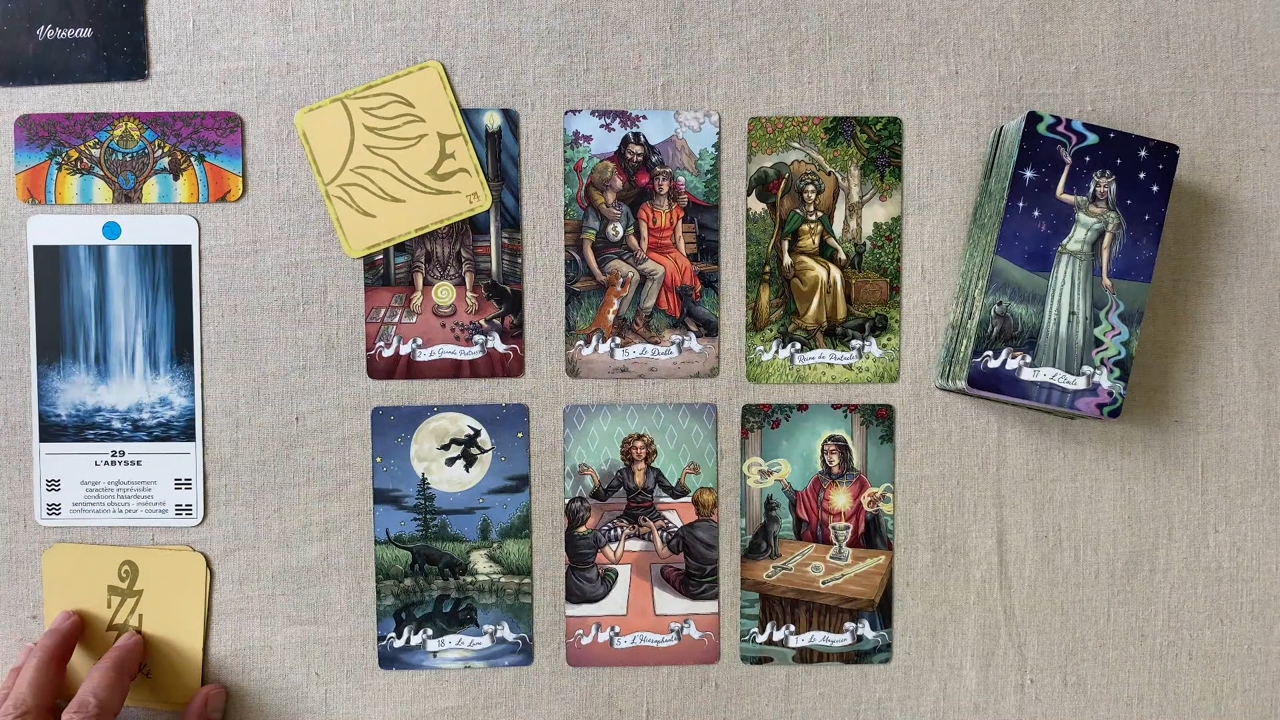 Verseau
E
74
2 • La Grande Prêtresse
15 • Le Diable
Reine de Pentacles
17 • L'Étoile
29
L'ABYSSE
danger - engloutissement
caractère imprévisible
conditions hasardeuses
sentiments obscurs - insécurité
confrontation à la peur - courage
18 • La Lune
5 • L'Hiérophante
1 • Le Magicien